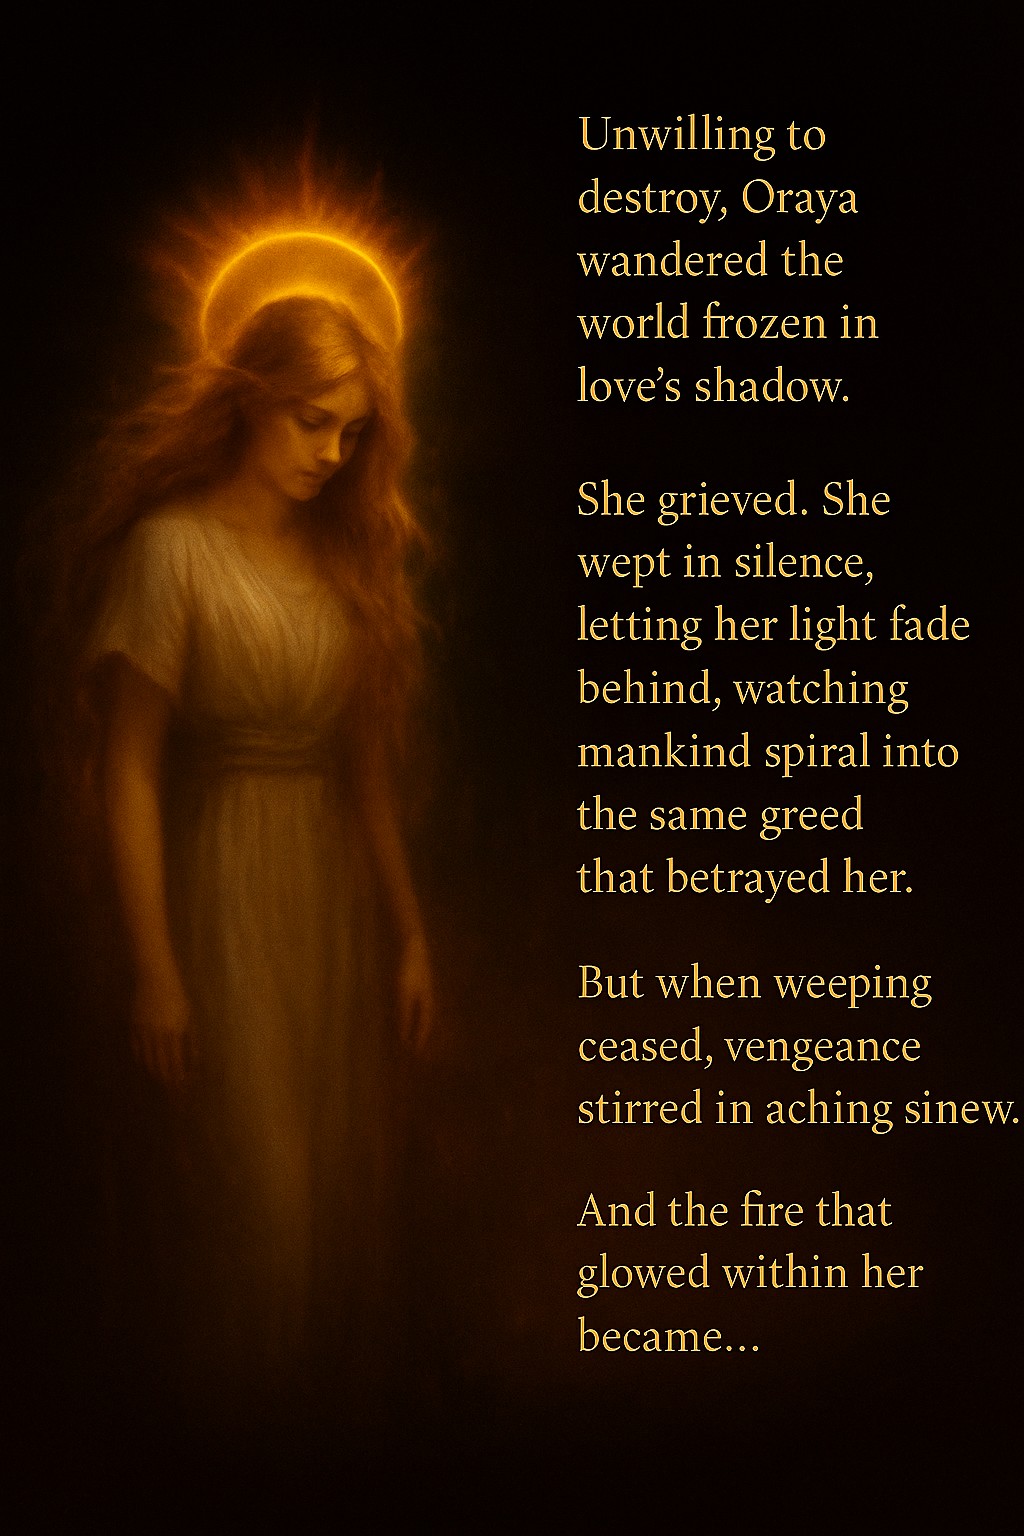 Unwilling to
destroy, Oraya
wandered the
world frozen in
love’s shadow.
She grieved. She
wept in silence,
letting her light fade
behind, watching
mankind spiral into
the same greed
that betrayed her.
But when weeping
ceased, vengeance
stirred in aching sinew.
And the fire that
glowed within her
became...